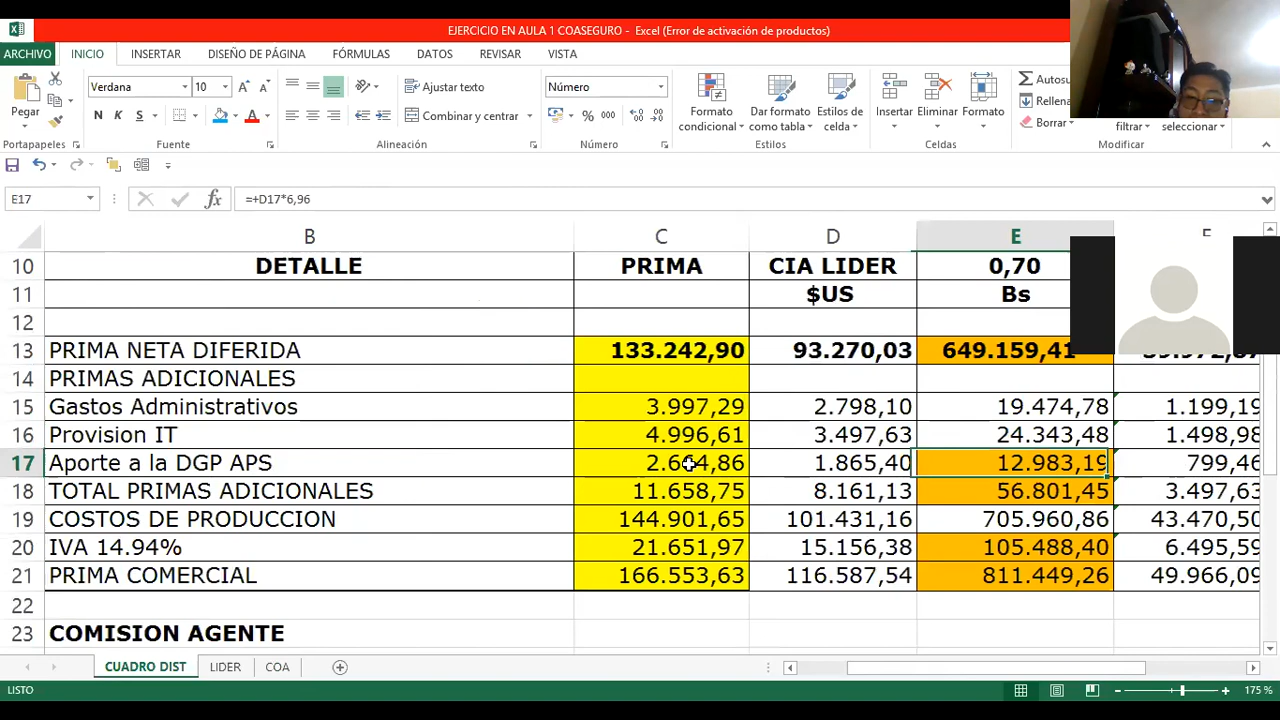 EJERCICIO EN AULA 1 COASEGURO - Excel (Error de activación de productos)
ARCHIVO INICIO INSERTAR DISEÑO DE PÁGINA FÓRMULAS DATOS REVISAR VISTA
Verdana 10 Ajustar texto Número
Pegar N K S Combinar y centrar % 000
Formato condicional Dar formato como tabla Estilos de celda Insertar Eliminar Formato
Autosu
Rellena
Borrar
filtrar seleccionar
Portapapeles Fuente Alineación Número Estilos Celdas Modificar
E17 fx =+D17*6,96
B C D E
10 DETALLE PRIMA CIA LIDER 0,70
11 $US Bs
12
13 PRIMA NETA DIFERIDA 133.242,90 93.270,03 649.159,41
14 PRIMAS ADICIONALES
15 Gastos Administrativos 3.997,29 2.798,10 19.474,78 1.199,19
16 Provision IT 4.996,61 3.497,63 24.343,48 1.498,98
17 Aporte a la DGP APS 2.664,86 1.865,40 12.983,19 799,46
18 TOTAL PRIMAS ADICIONALES 11.658,75 8.161,13 56.801,45 3.497,63
19 COSTOS DE PRODUCCION 144.901,65 101.431,16 705.960,86 43.470,50
20 IVA 14.94% 21.651,97 15.156,38 105.488,40 6.495,59
21 PRIMA COMERCIAL 166.553,63 116.587,54 811.449,26 49.966,09
22
23 COMISION AGENTE
CUADRO DIST LIDER COA
LISTO 175 %